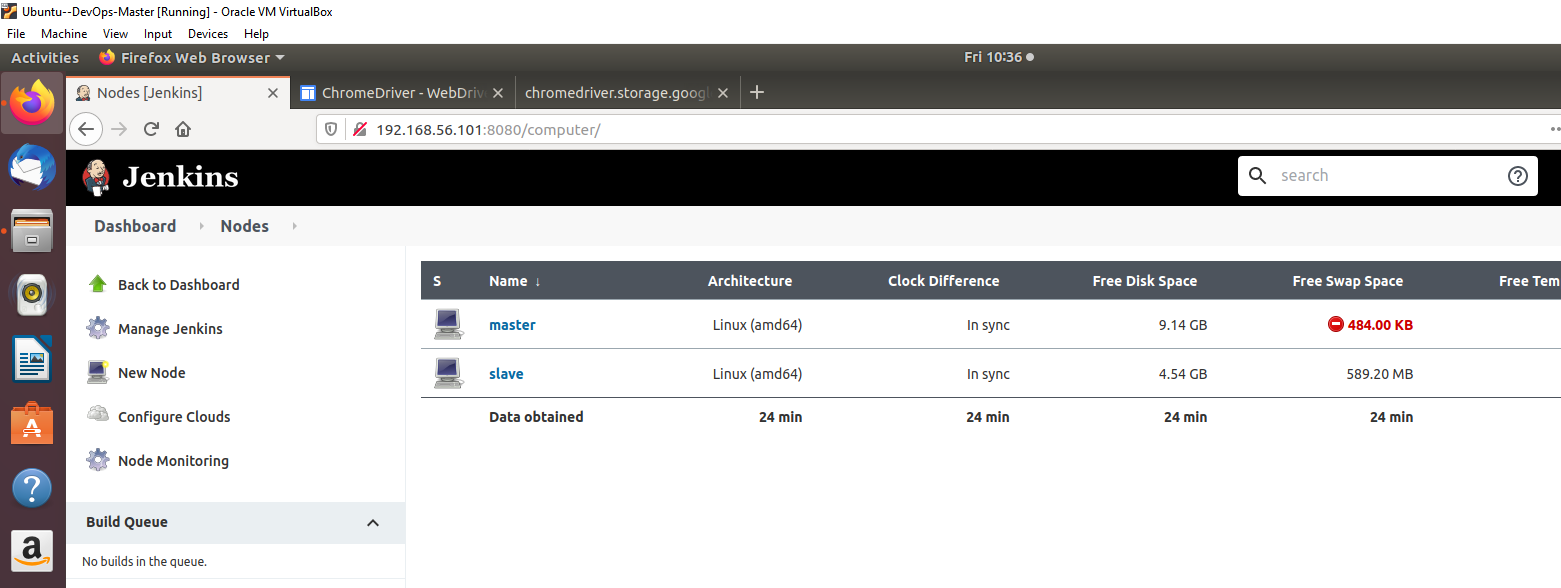 Ubuntu--DevOps-Master [Running] - Oracle VM VirtualBox
File Machine View Input Devices Help
Activities Firefox Web Browser Fri 10:36
Nodes [Jenkins] ChromeDriver - WebDriv chromedriver.storage.googl
192.168.56.101:8080/computer/
Jenkins search
Dashboard Nodes
Back to Dashboard
Manage Jenkins
New Node
Configure Clouds
Node Monitoring
Build Queue
No builds in the queue.
S Name ↓ Architecture Clock Difference Free Disk Space Free Swap Space Free Tem
master Linux (amd64) In sync 9.14 GB 484.00 KB
slave Linux (amd64) In sync 4.54 GB 589.20 MB
Data obtained 24 min 24 min 24 min 24 min